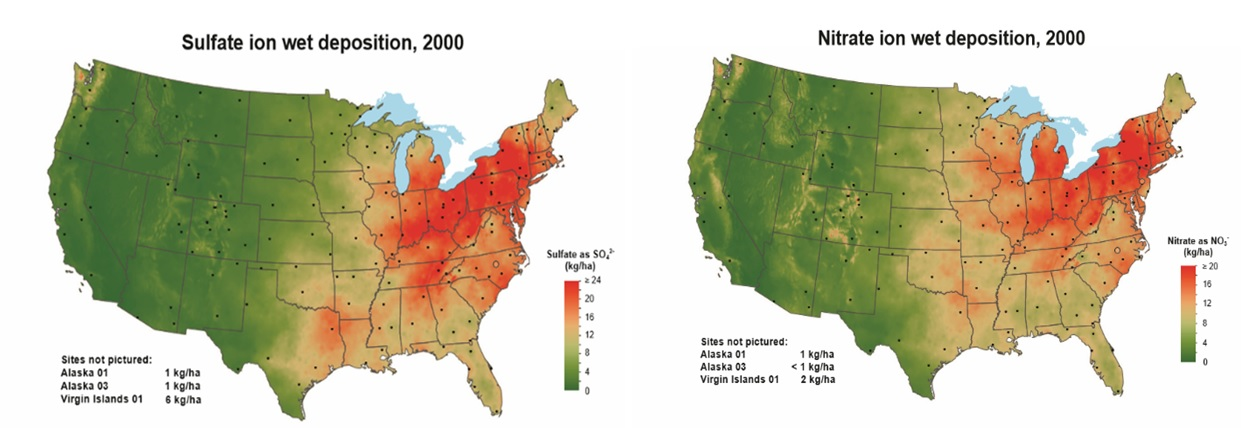 Sulfate ion wet deposition, 2000
Sulfate as SO₄²⁻
(kg/ha)
≥ 24
20
16
12
8
4
0
Sites not pictured:
Alaska 01 1 kg/ha
Alaska 03 1 kg/ha
Virgin Islands 01 6 kg/ha
Nitrate ion wet deposition, 2000
Nitrate as NO₃⁻
(kg/ha)
≥ 20
16
12
8
4
0
Sites not pictured:
Alaska 01 1 kg/ha
Alaska 03 < 1 kg/ha
Virgin Islands 01 2 kg/ha